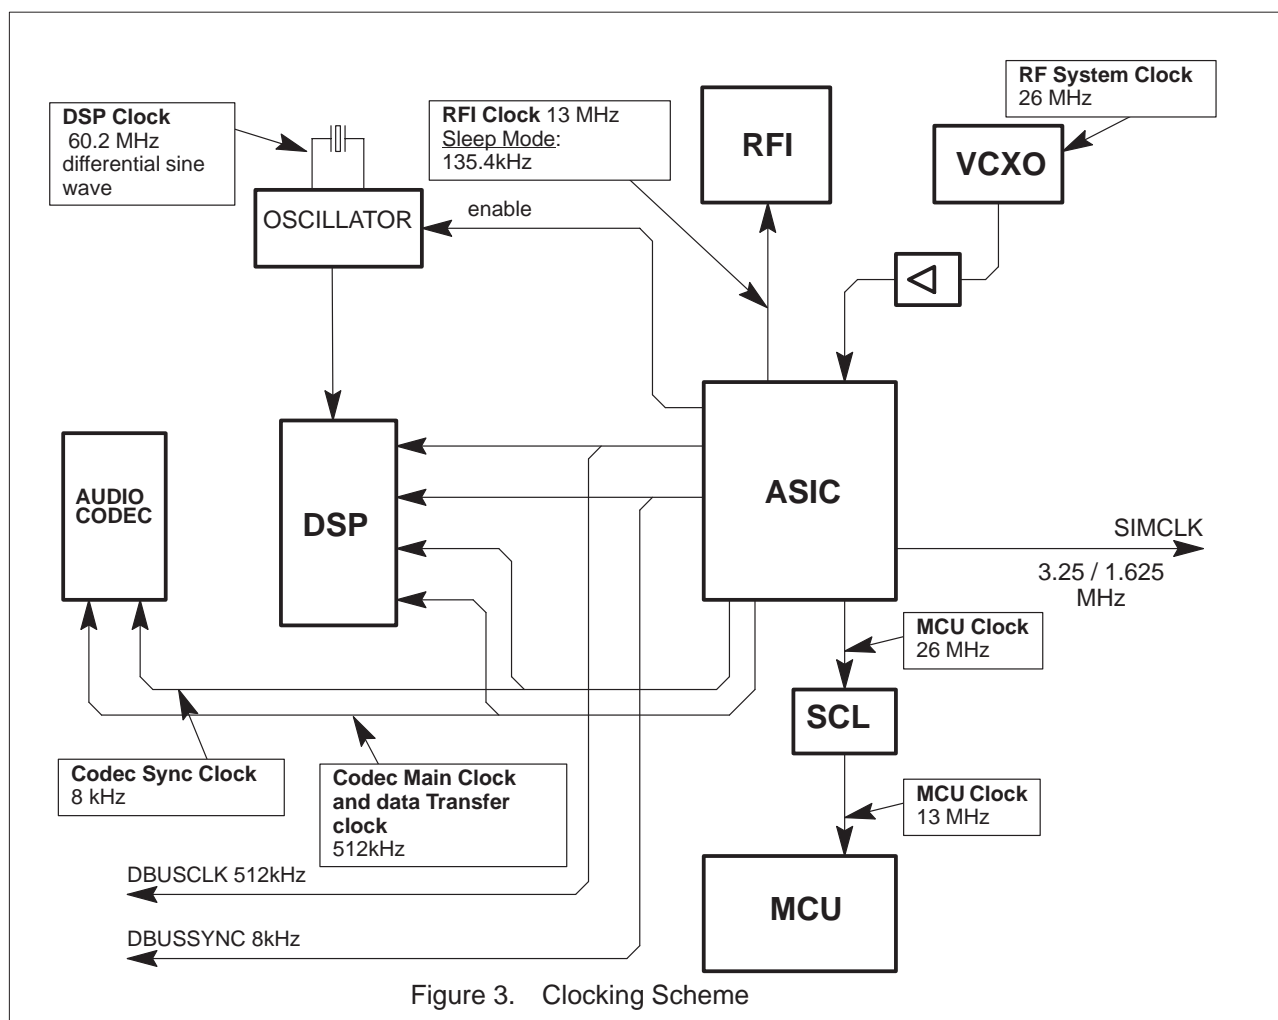 RF System Clock
26 MHz
DSP Clock
60.2 MHz
differential sine
wave
RFI Clock 13 MHz
Sleep Mode:
135.4kHz
RFI
VCXO
OSCILLATOR
enable
AUDIO
CODEC
DSP
ASIC
SIMCLK
3.25 / 1.625
MHz
MCU Clock
26 MHz
SCL
Codec Sync Clock
8 kHz
Codec Main Clock
and data Transfer
clock
512kHz
MCU Clock
13 MHz
DBUSCLK 512kHz
DBUSSYNC 8kHz
MCU
Figure 3. Clocking Scheme